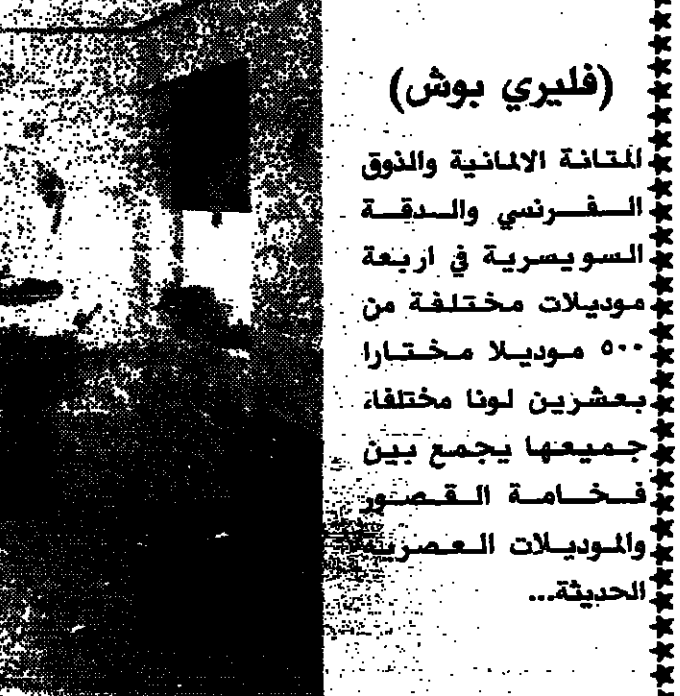 (فليري بوش)
المتانة الالمانية والذوق
الفرنسي والدقة
السويسرية في اربعة
موديلات مختلفة من
٥٠٠ موديلا مختارا
بعشرين لونا مختلفا،
جميعها يجمع بين
فخامة القصور
والموديلات العصرية
الحديثة...